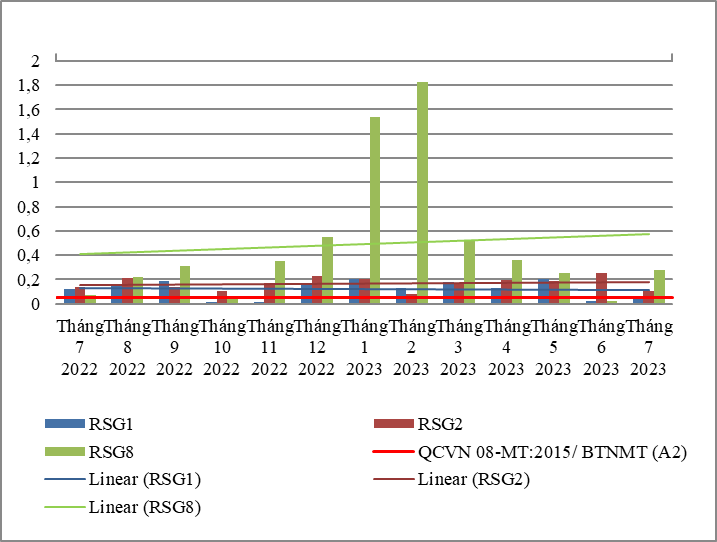 2
1,8
1,6
1,4
1,2
1
0,8
0,6
0,4
0,2
0
Tháng Tháng Tháng Tháng Tháng Tháng Tháng Tháng Tháng Tháng Tháng Tháng Tháng
7 8 9 10 11 12 1 2 3 4 5 6 7
2022 2022 2022 2022 2022 2022 2023 2023 2023 2023 2023 2023 2023
RSG1 RSG2
RSG8 QCVN 08-MT:2015/ BTNMT (A2)
Linear (RSG1) Linear (RSG2)
Linear (RSG8)